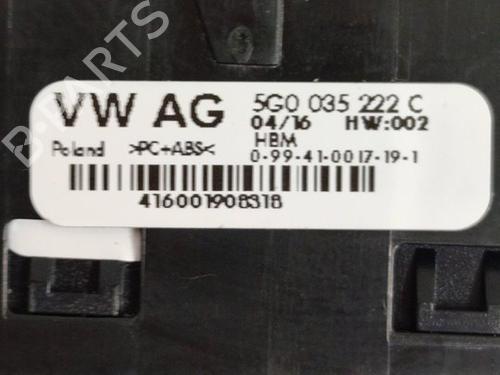 B-PARTS
VW AG 5G0 035 222 C
04/16 HW:002
Poland >PC+ABS< HBM
0-99-41-0017-19-1
416001908318